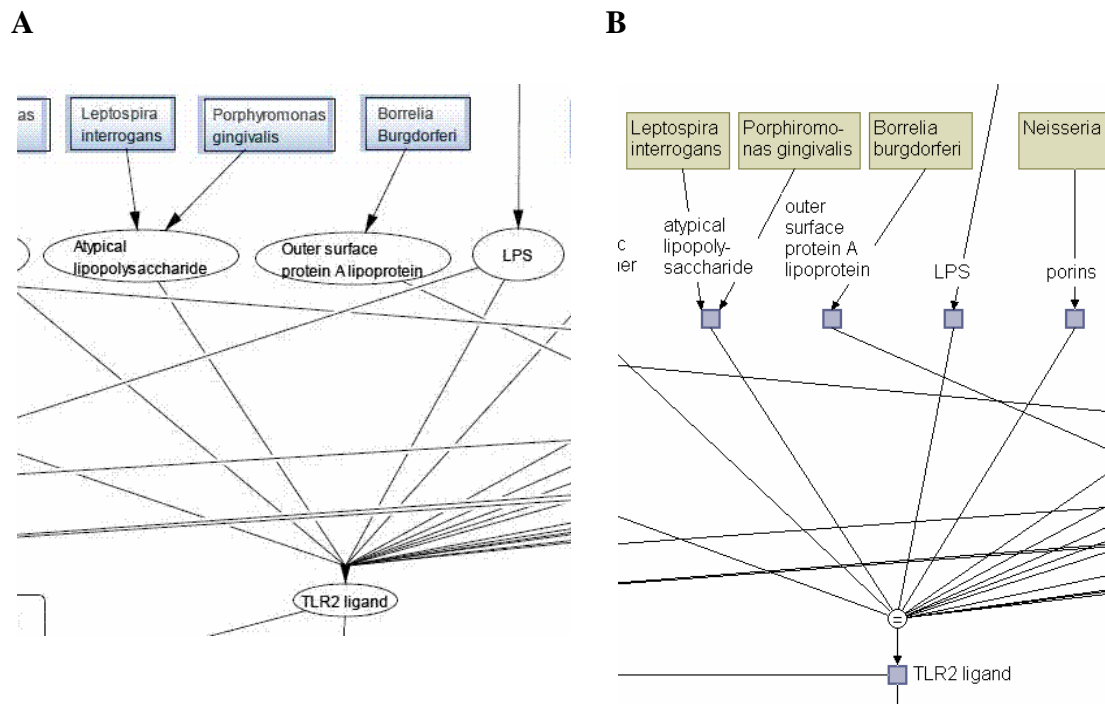 A
as
Leptospira
interrogans
Porphyromonas
gingivalis
Borrelia
Burgdorferi
Atypical
lipopolysaccharide
Outer surface
protein A lipoprotein
LPS
TLR2 ligand
B
Leptospira
interrogans
Porphiromo-
nas gingivalis
Borrelia
burgdorferi
Neisseria
c
ner
atypical
lipopoly-
saccharide
outer
surface
protein A
lipoprotein
LPS
porins
=
TLR2 ligand